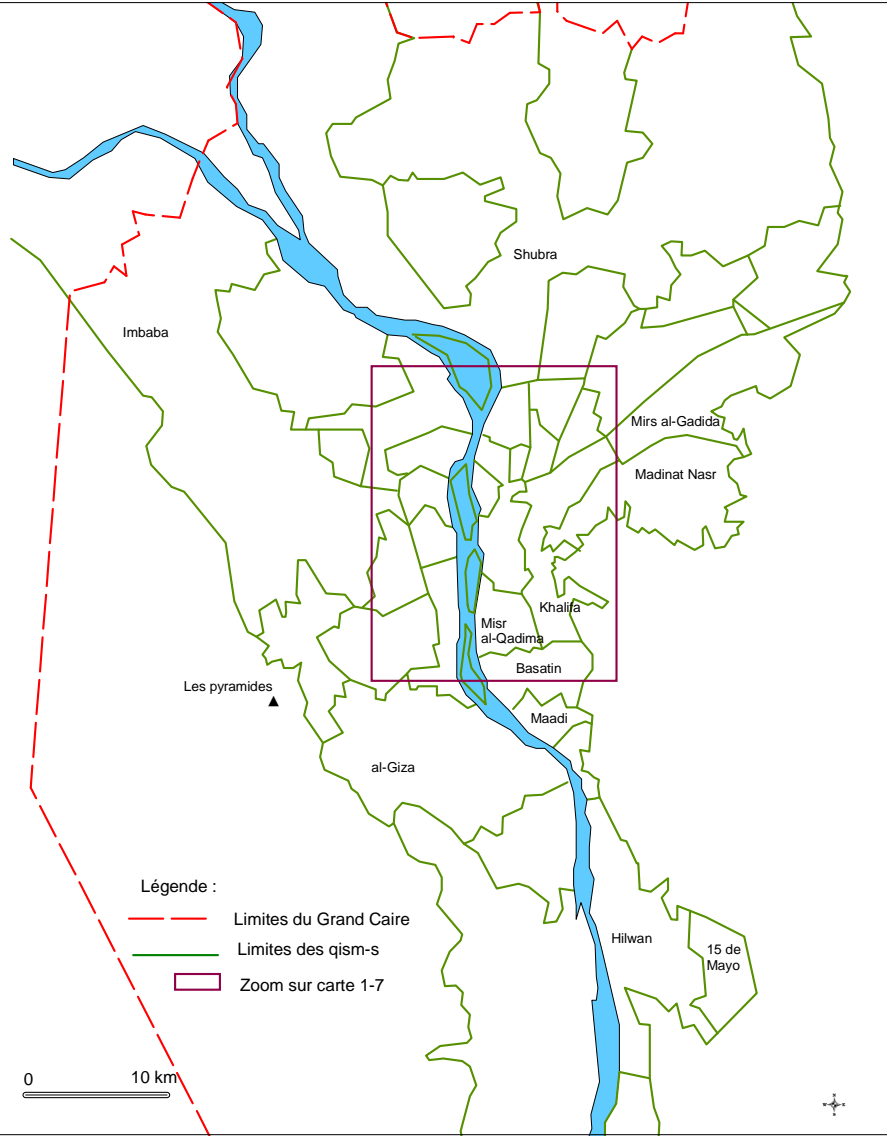 Shubra
Imbaba
Mirs al-Gadida
Madinat Nasr
Khalifa
Misr
al-Qadima
Basatin
Les pyramides
Maadi
al-Giza
Légende :
Limites du Grand Caire
Limites des qism-s
Zoom sur carte 1-7
Hilwan
15 de
Mayo
0
10 km